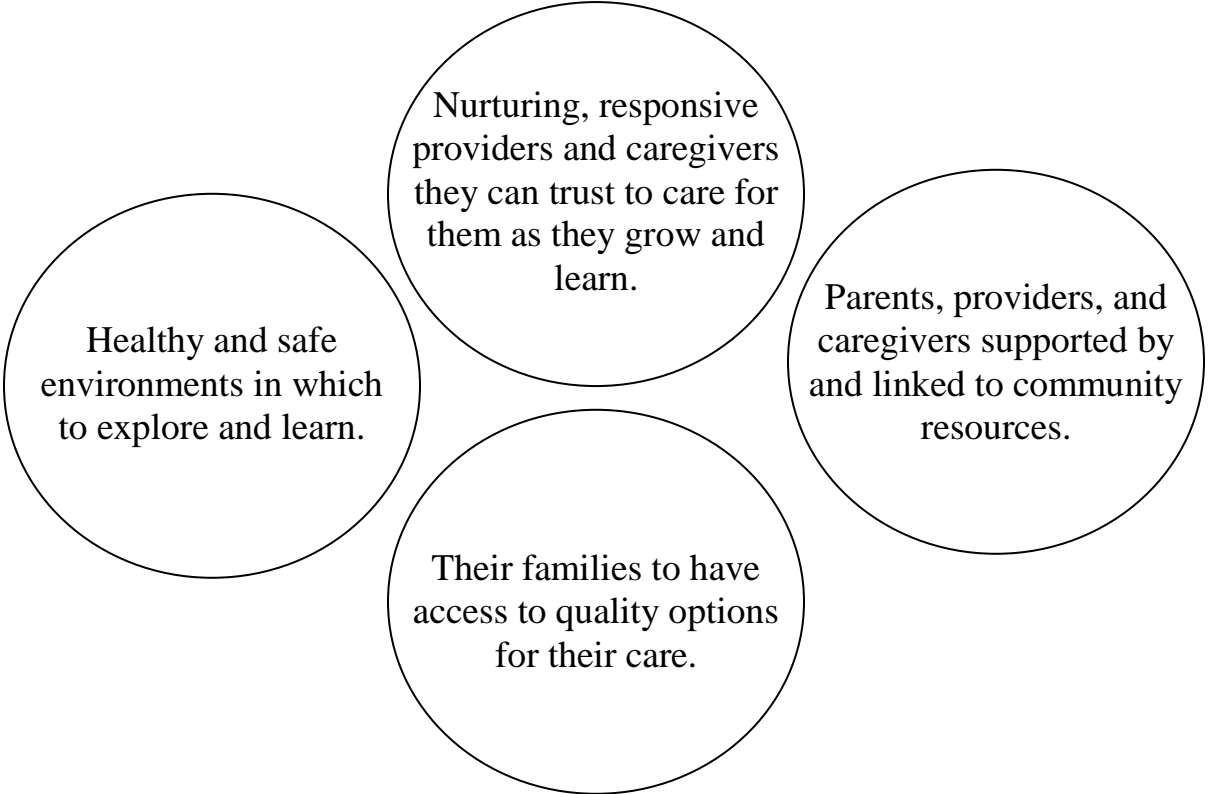 Nurturing, responsive
providers and caregivers
they can trust to care for
them as they grow and
learn.
Healthy and safe
environments in which
to explore and learn.
Parents, providers, and
caregivers supported by
and linked to community
resources.
Their families to have
access to quality options
for their care.